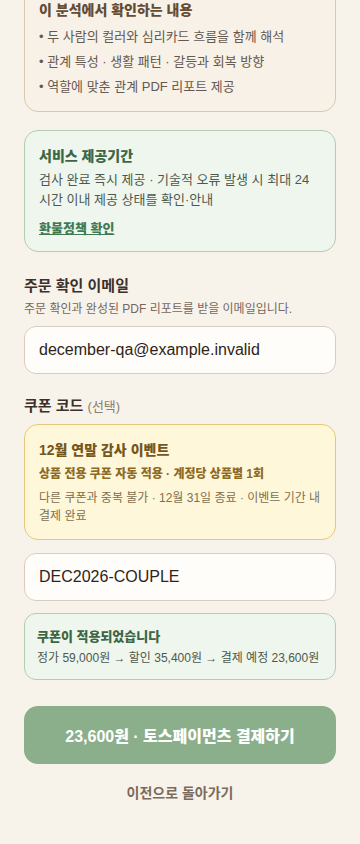 이 분석에서 확인하는 내용
• 두 사람의 컬러와 심리카드 흐름을 함께 해석
• 관계 특성 · 생활 패턴 · 갈등과 회복 방향
• 역할에 맞춘 관계 PDF 리포트 제공
서비스 제공기간
검사 완료 즉시 제공 · 기술적 오류 발생 시 최대 24
시간 이내 제공 상태를 확인·안내
환불정책 확인
주문 확인 이메일
주문 확인과 완성된 PDF 리포트를 받을 이메일입니다.
december-qa@example.invalid
쿠폰 코드 (선택)
12월 연말 감사 이벤트
상품 전용 쿠폰 자동 적용 · 계정당 상품별 1회
다른 쿠폰과 중복 불가 · 12월 31일 종료 · 이벤트 기간 내
결제 완료
DEC2026-COUPLE
쿠폰이 적용되었습니다
정가 59,000원 → 할인 35,400원 → 결제 예정 23,600원
23,600원 · 토스페이먼츠 결제하기
이전으로 돌아가기